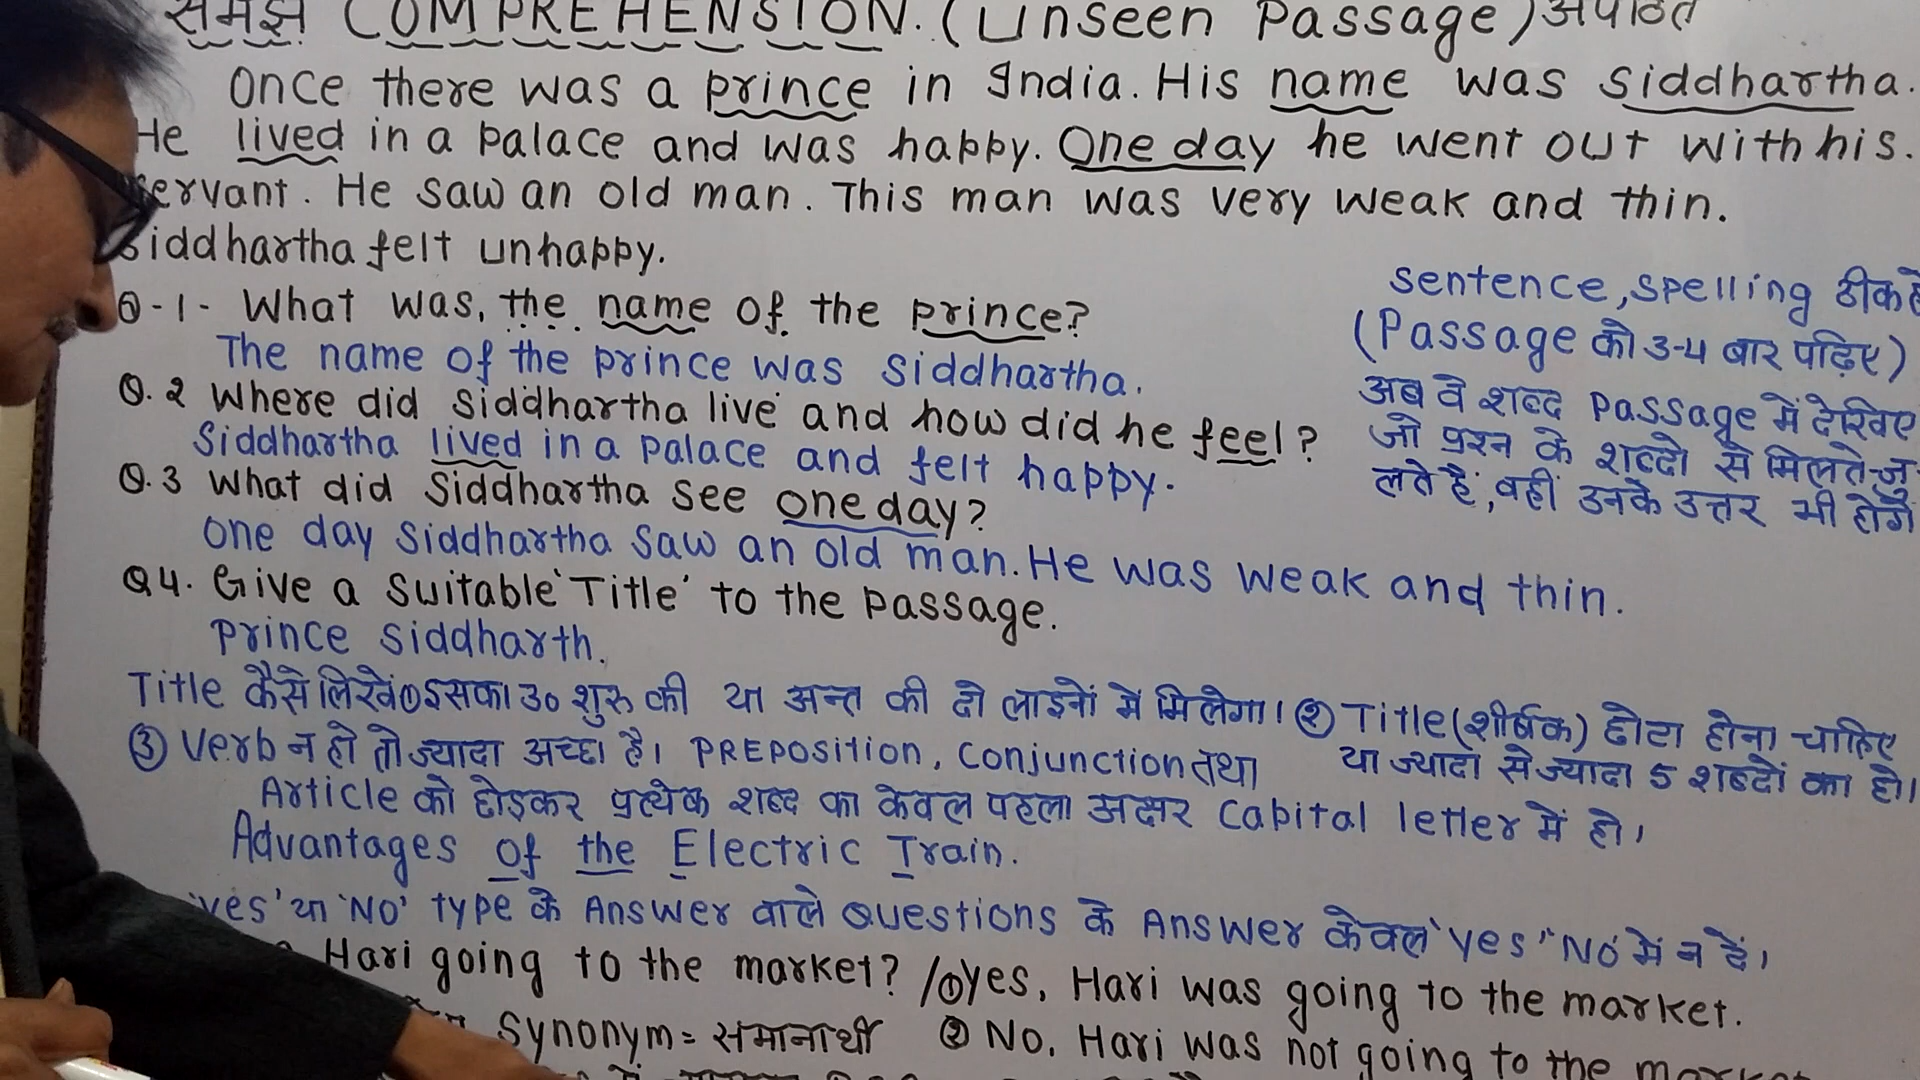 समझ COMPREHENSION. (Unseen Passage) अपठित
Once there was a prince in India. His name was Siddhartha.
He lived in a palace and was happy. One day he went out with his.
servant. He saw an old man. This man was very weak and thin.
Siddhartha felt unhappy.
Q-1- What was, the name of the prince?
The name of the prince was Siddhartha.
Q.2 Where did Siddhartha live and how did he feel?
Siddhartha lived in a palace and felt happy.
Q.3 What did Siddhartha see one day?
One day Siddhartha saw an old man. He was weak and thin.
Q4. Give a suitable 'Title' to the passage.
Prince Siddharth.
sentence, spelling ठीक है
(Passage को 3-4 बार पढ़िए)
अब वे शब्द Passage में देखिए
जो प्रश्न के शब्दो से मिलते-जु-
लते हैं, वहीं उनके उत्तर भी होंगे
Title कैसे लिखें ① इसका उ० शुरू की या अन्त की दो लाइनों में मिलेगा। ② Title (शीर्षक) छोटा होना चाहिए
या ज्यादा से ज्यादा 5 शब्दों का हो।
③ Verb न हो तो ज्यादा अच्छा है। PREPOSITION, Conjunction तथा
Article को छोड़कर प्रत्येक शब्द का केवल पहला अक्षर Capital letter में हो।
Advantages of the Electric Train.
'yes' या 'NO' type के Answer वाले Questions के Answer केवल 'yes' 'NO' में न दें।
Hari going to the market? / ① Yes, Hari was going to the market.
Synonym = समानार्थी ② No, Hari was not going to the market